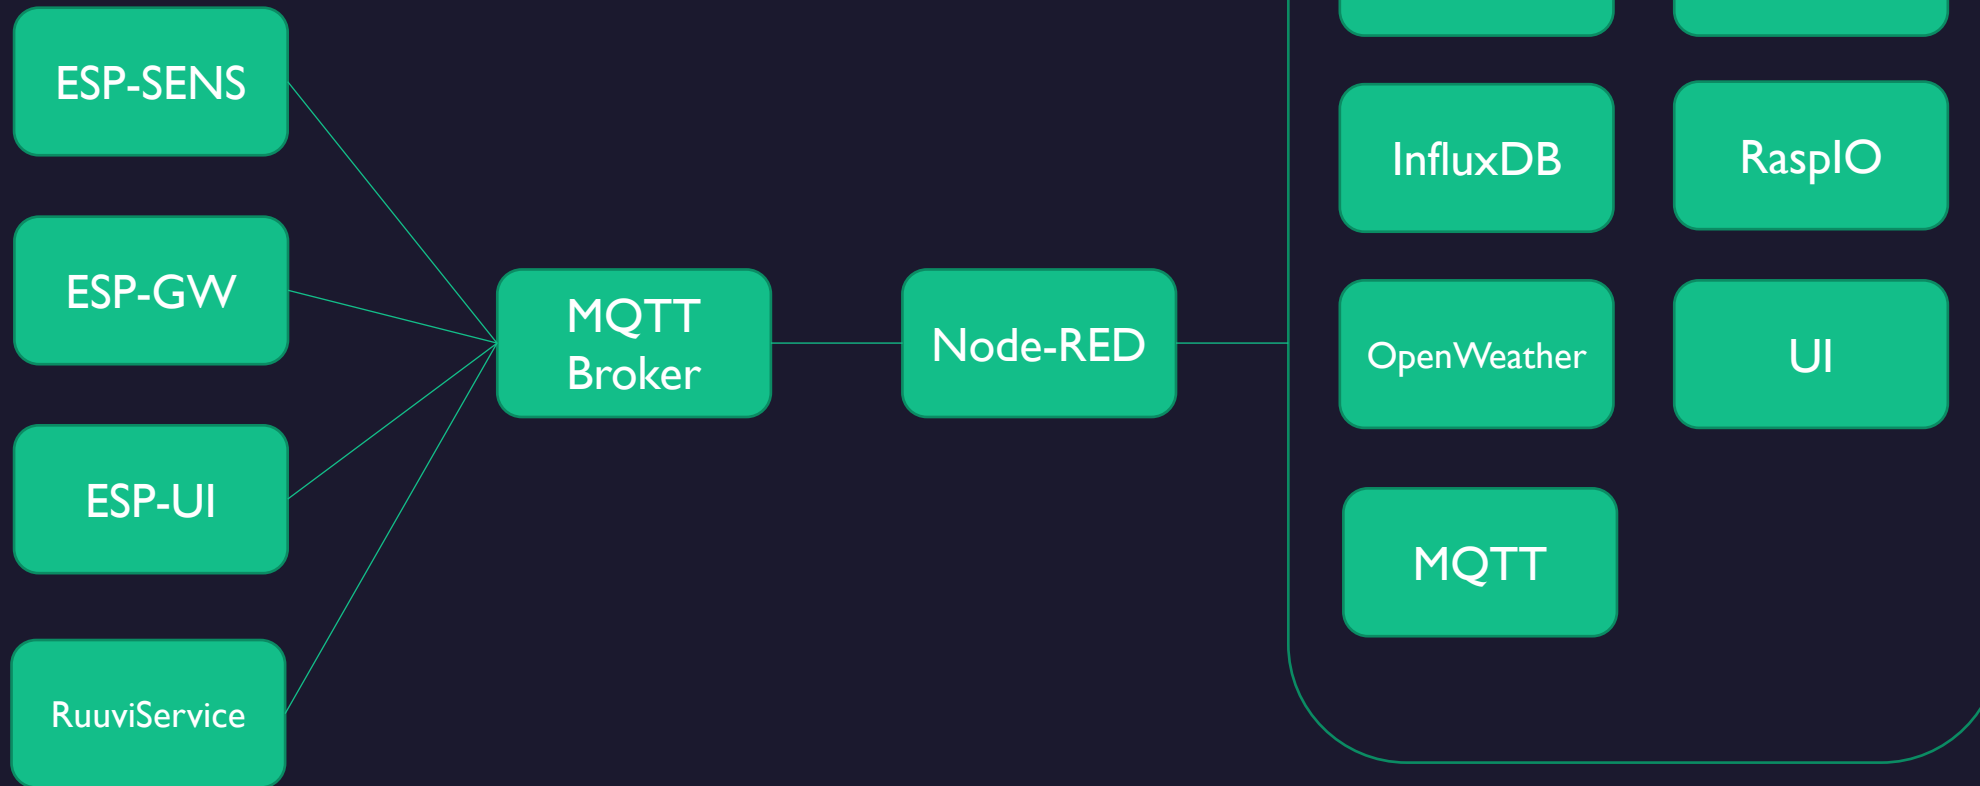 ESP-SENS
ESP-GW
ESP-UI
RuuviService
MQTT
Broker
Node-RED
InfluxDB
RaspIO
OpenWeather
UI
MQTT